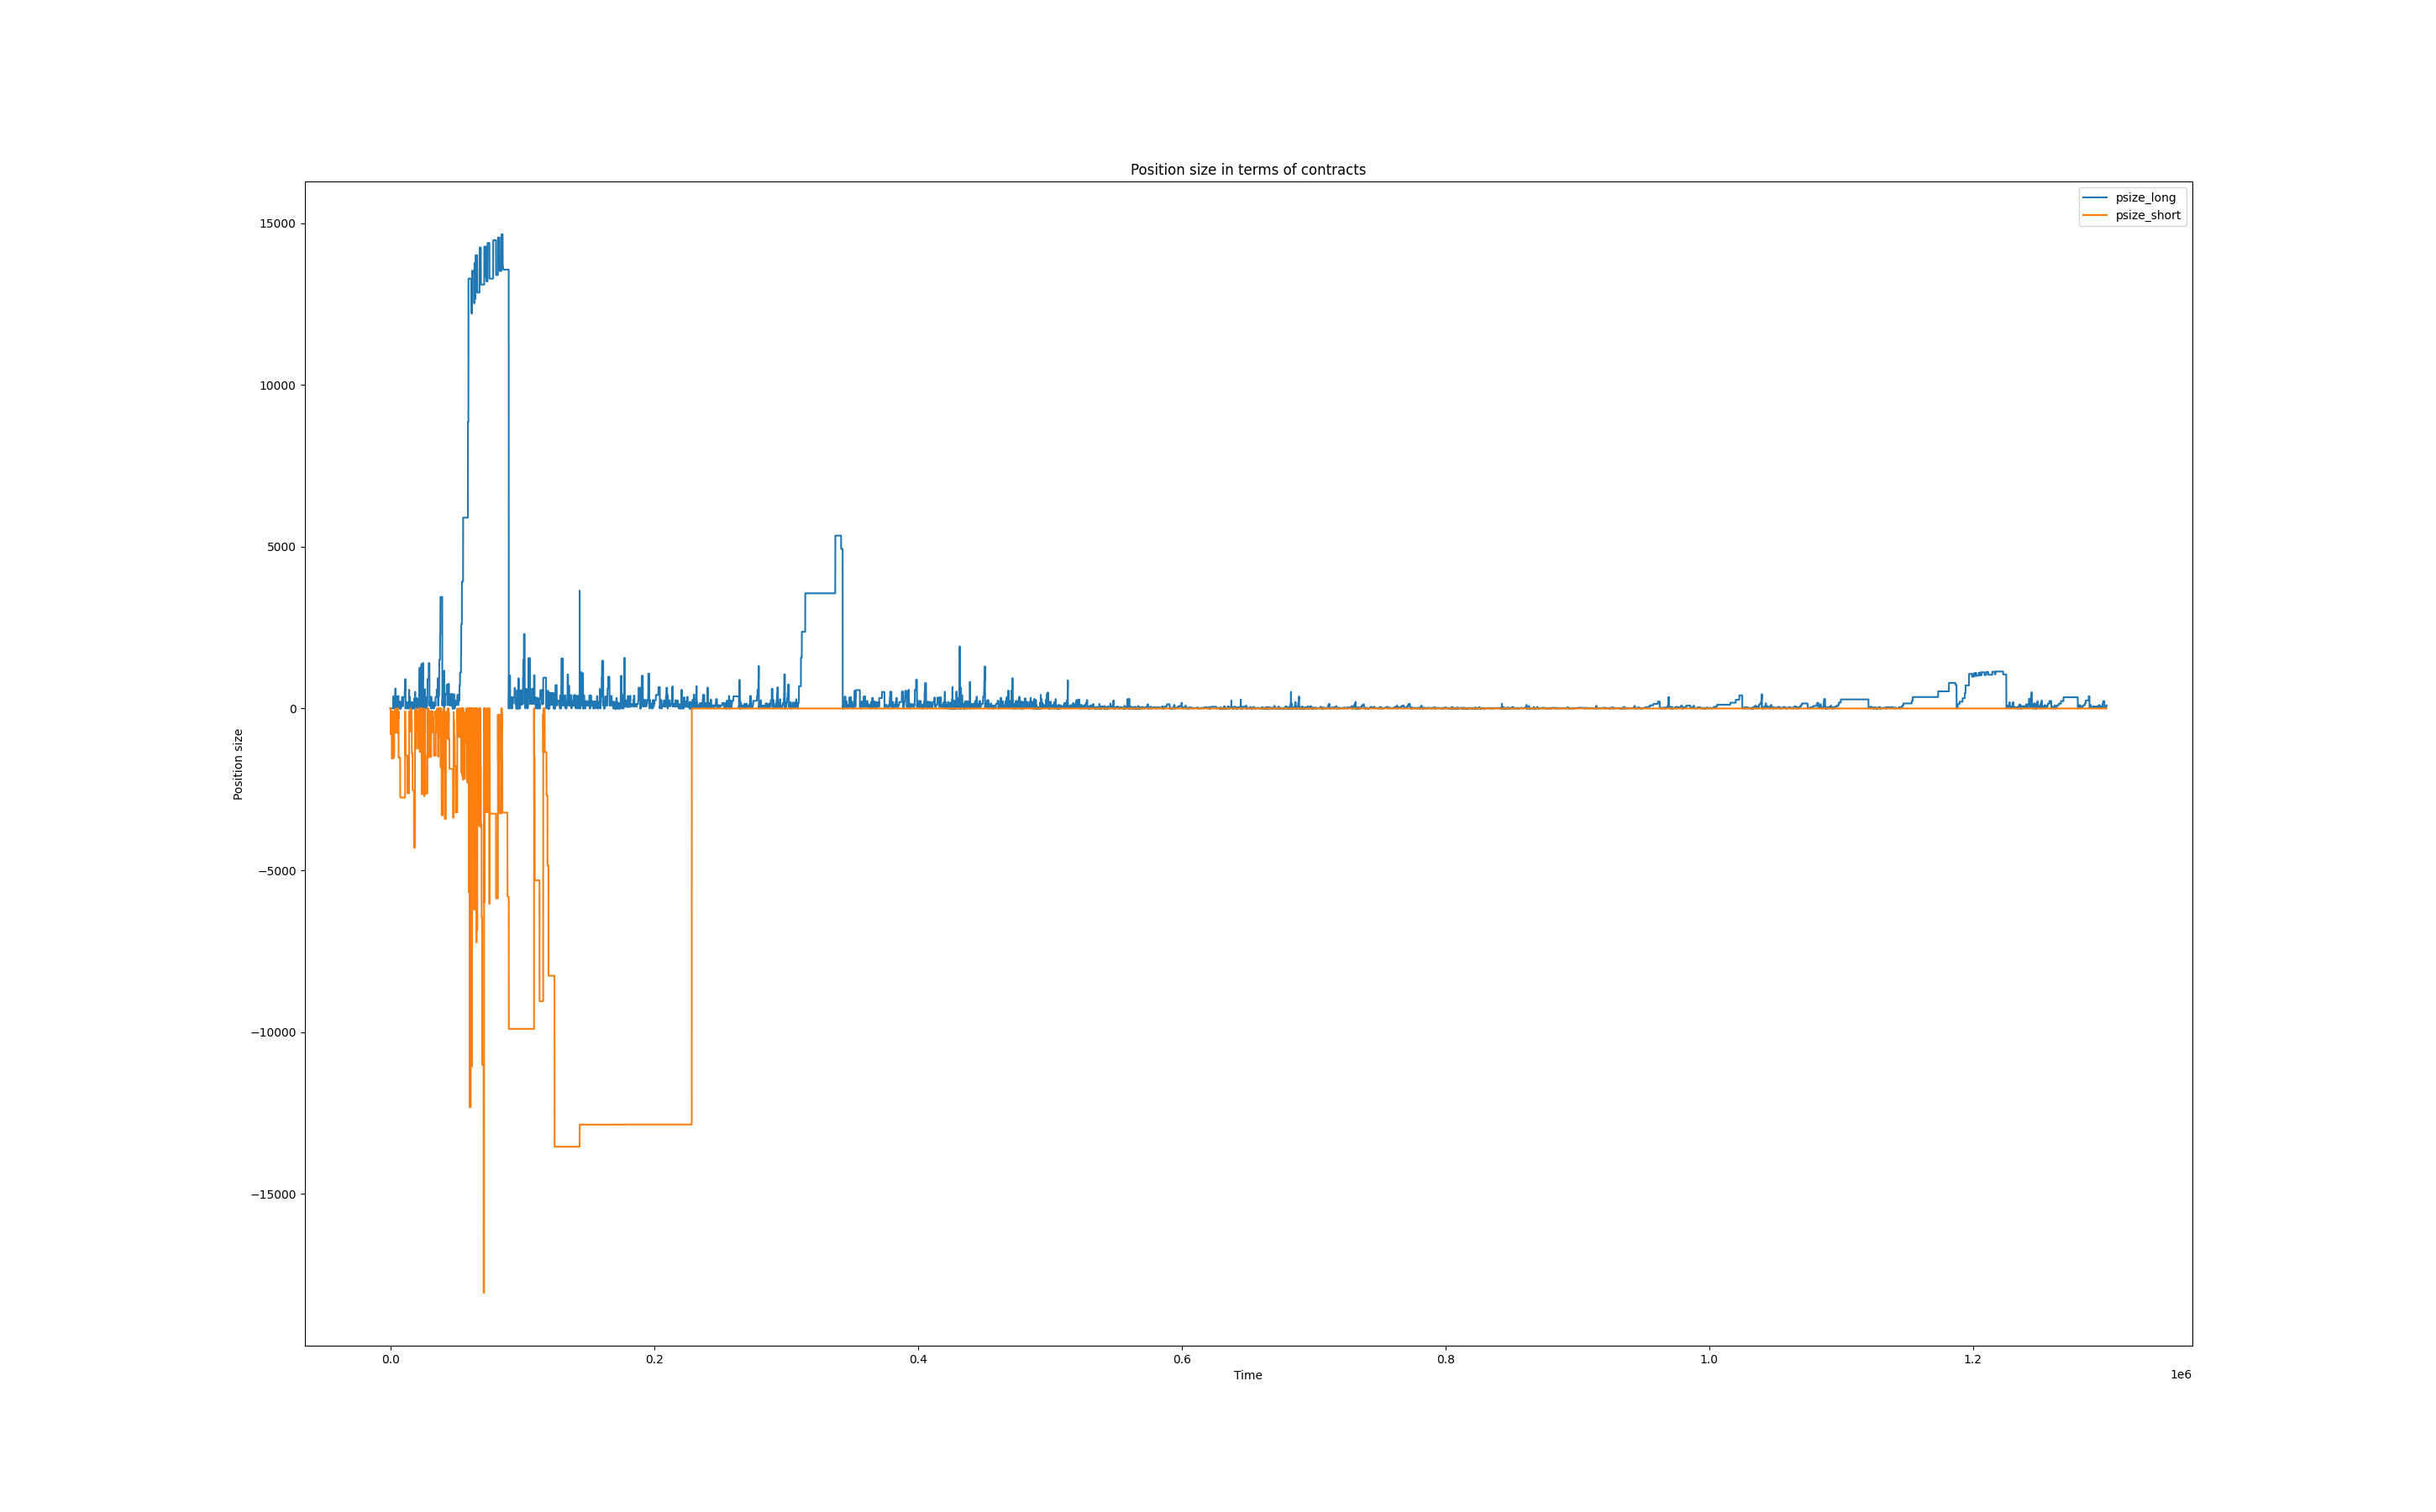 Position size in terms of contracts
psize_long
psize_short
15000
10000
5000
0
−5000
−10000
−15000
Position size
0.0
0.2
0.4
0.6
0.8
1.0
1.2
1e6
Time